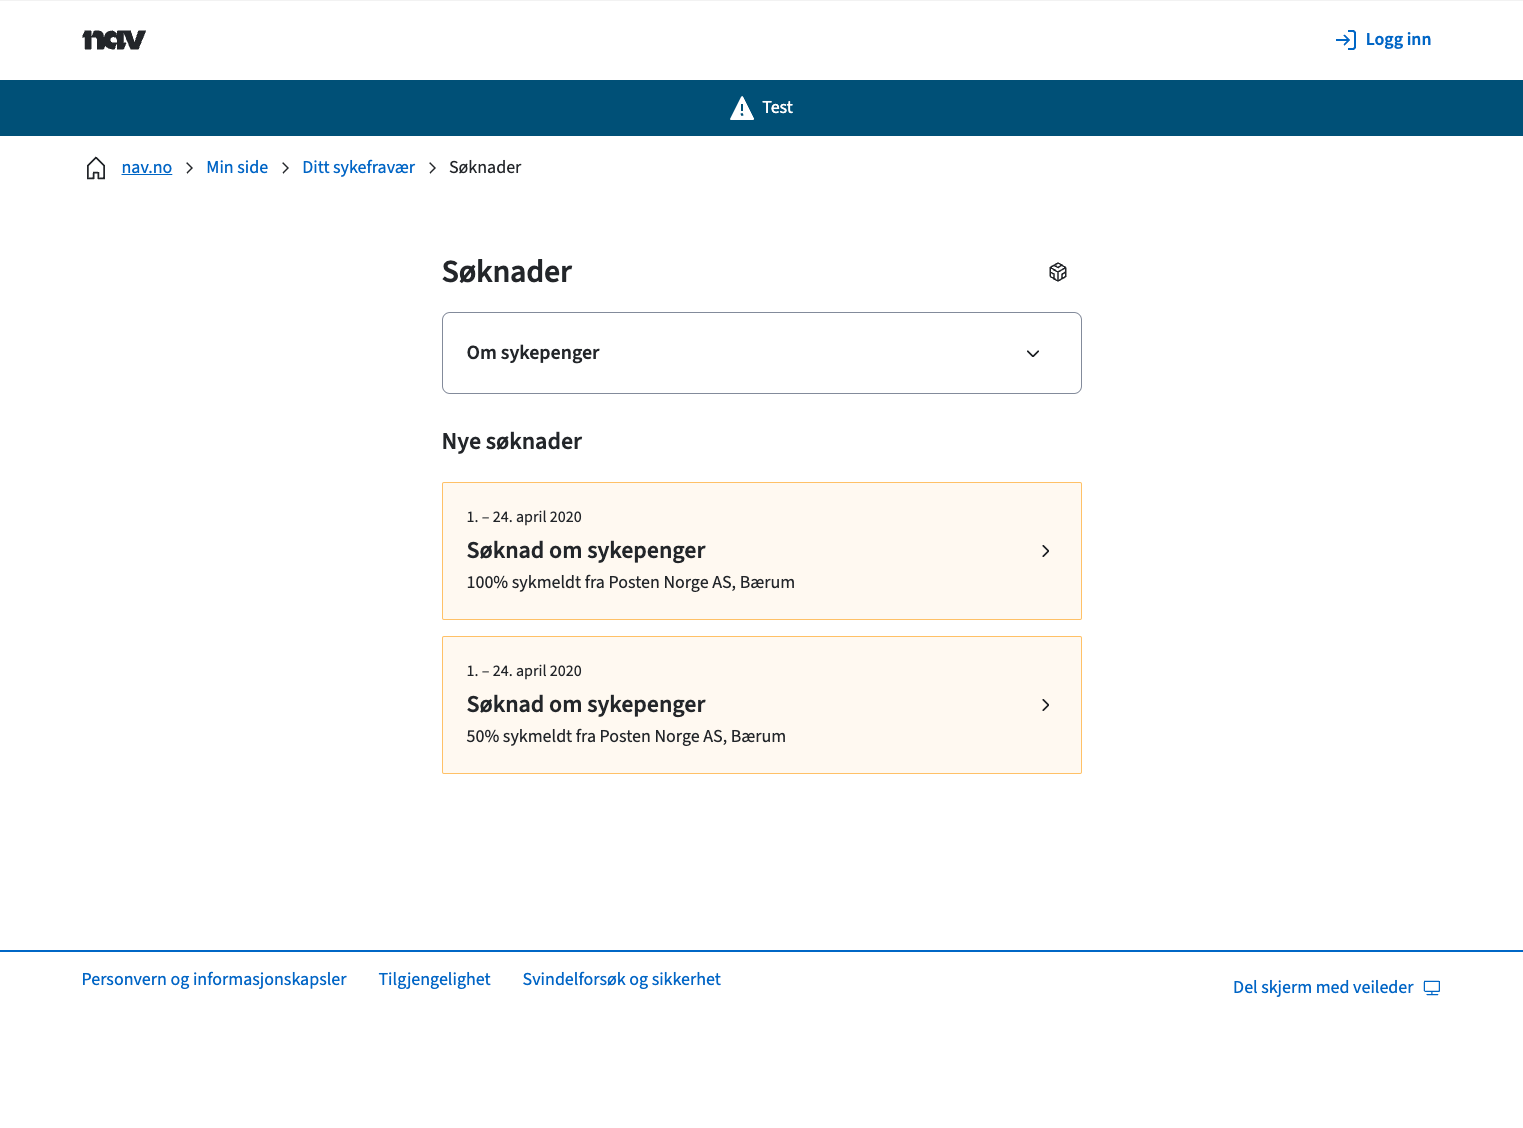 nav
Logg inn
Test
nav.no
Min side
Ditt sykefravær
Søknader
Søknader
Om sykepenger
Nye søknader
1. – 24. april 2020
Søknad om sykepenger
100% sykmeldt fra Posten Norge AS, Bærum
1. – 24. april 2020
Søknad om sykepenger
50% sykmeldt fra Posten Norge AS, Bærum
Personvern og informasjonskapsler
Tilgjengelighet
Svindelforsøk og sikkerhet
Del skjerm med veileder